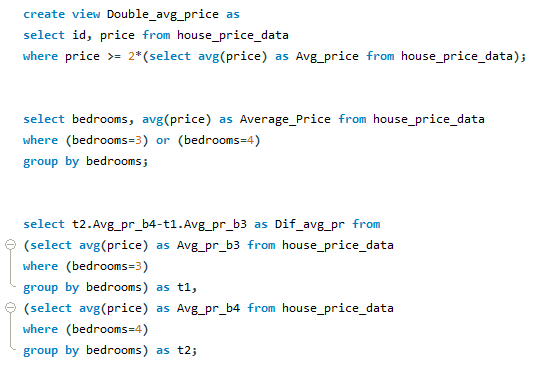 create view Double_avg_price as
select id, price from house_price_data
where price >= 2*(select avg(price) as Avg_price from house_price_data);
select bedrooms, avg(price) as Average_Price from house_price_data
where (bedrooms=3) or (bedrooms=4)
group by bedrooms;
select t2.Avg_pr_b4-t1.Avg_pr_b3 as Dif_avg_pr from
(select avg(price) as Avg_pr_b3 from house_price_data
where (bedrooms=3)
group by bedrooms) as t1,
(select avg(price) as Avg_pr_b4 from house_price_data
where (bedrooms=4)
group by bedrooms) as t2;